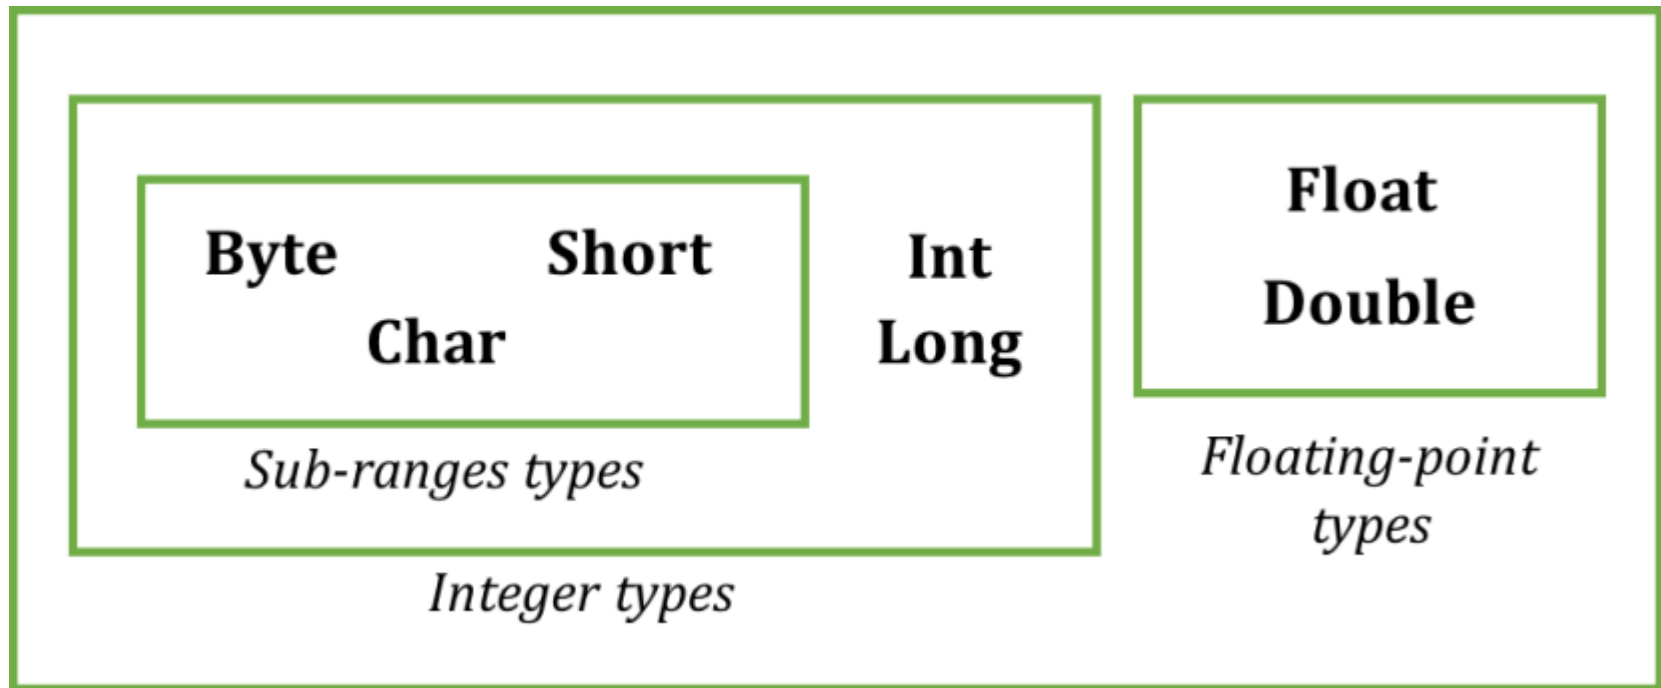 Byte Short
Char
Int
Long
Sub-ranges types
Integer types
Float
Double
Floating-point
types